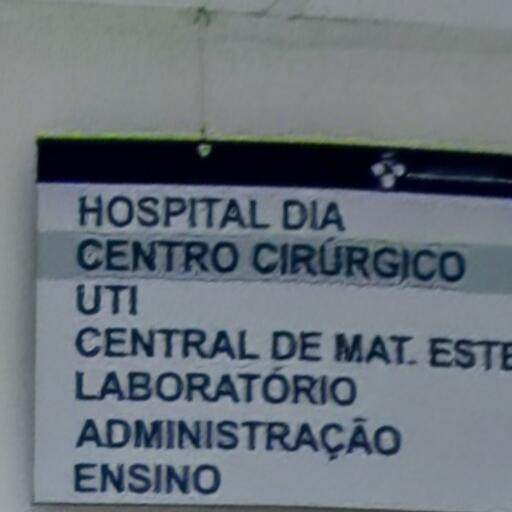 HOSPITAL DIA
CENTRO CIRÚRGICO
UTI
CENTRAL DE MAT. ESTE
LABORATÓRIO
ADMINISTRAÇÃO
ENSINO